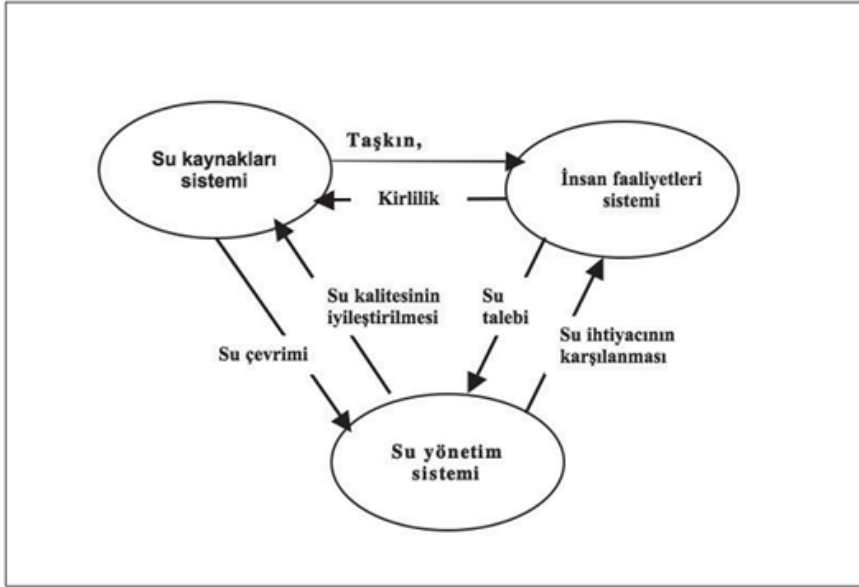 Taşkın,
Su kaynakları
sistemi
İnsan faaliyetleri
sistemi
Kirlilik
Su kalitesinin
iyileştirilmesi
Su
talebi
Su çevrimi
Su ihtiyacının
karşılanması
Su yönetim
sistemi